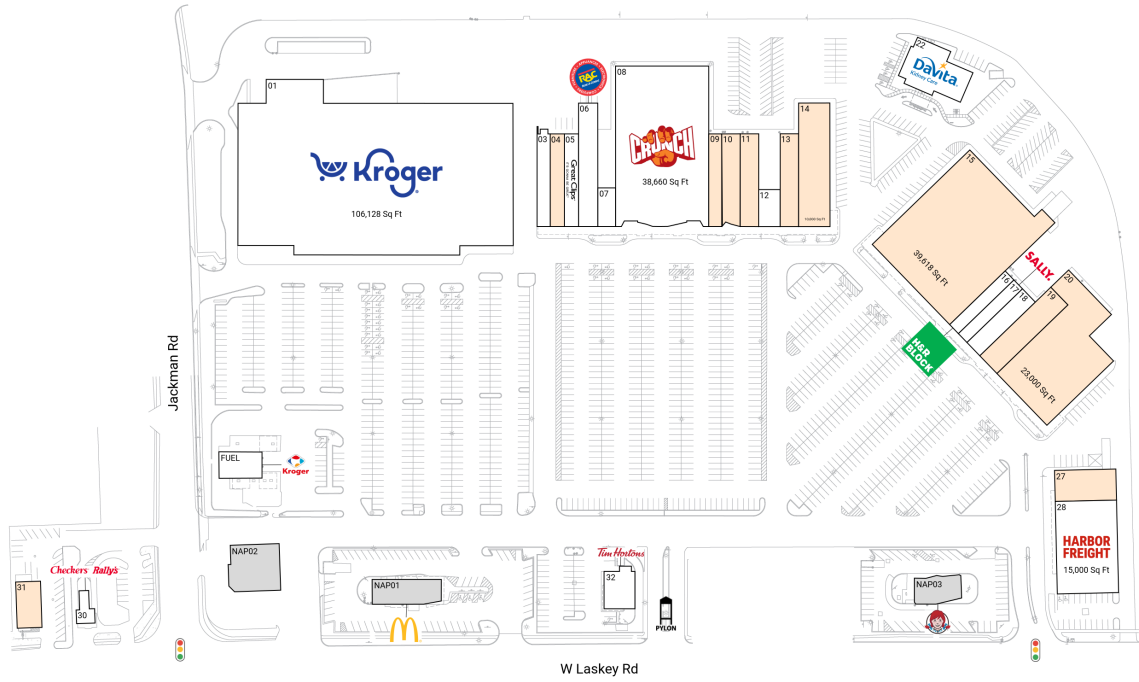 22
DaVita.
Kidney Care
RAC
01
Kroger
106,128 Sq Ft
08
CRUNCH
38,660 Sq Ft
06
14
03
04
05
Great Clips
07
09
10
11
12
13
15
39,618 Sq Ft
SALLY
16
17
18
19
20
23,000 Sq Ft
H&R
BLOCK
Jackman Rd
FUEL
Kroger
27
28
HARBOR
FREIGHT
15,000 Sq Ft
NAP02
Checkers Rally's
31
30
NAP01
Tim Hortons
32
PYLON
NAP03
W Laskey Rd